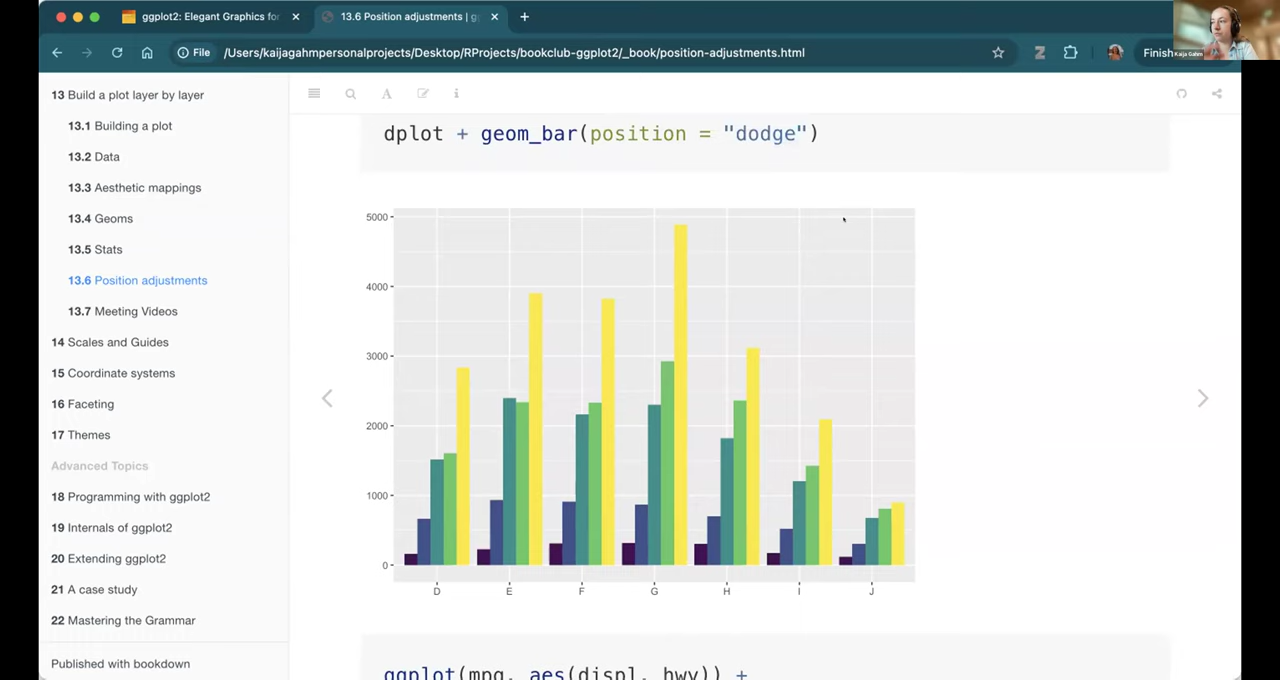 ggplot2: Elegant Graphics for
13.6 Position adjustments | g
File
/Users/kaijagahmpersonalprojects/Desktop/RProjects/bookclub-ggplot2/_book/position-adjustments.html
Finish
Kaija Gahm
13 Build a plot layer by layer
13.1 Building a plot
13.2 Data
13.3 Aesthetic mappings
13.4 Geoms
13.5 Stats
13.6 Position adjustments
13.7 Meeting Videos
14 Scales and Guides
15 Coordinate systems
16 Faceting
17 Themes
Advanced Topics
18 Programming with ggplot2
19 Internals of ggplot2
20 Extending ggplot2
21 A case study
22 Mastering the Grammar
Published with bookdown
A
dplot + geom_bar(position = "dodge")
5000
4000
3000
2000
1000
0
D E F G H I J
ggplot(mpg, aes(displ, hwy)) +